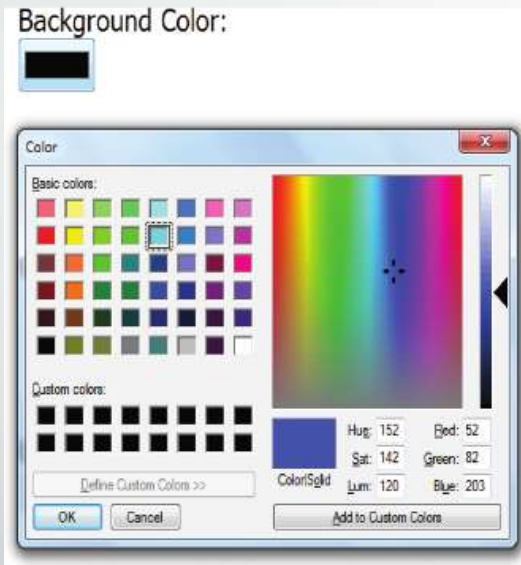 Background Color:
Color
x
Basic colors:
Custom colors:
Define Custom Colors >>
OK
Cancel
Color|Solid
Hue: 152
Sat: 142
Lum: 120
Red: 52
Green: 82
Blue: 203
Add to Custom Colors